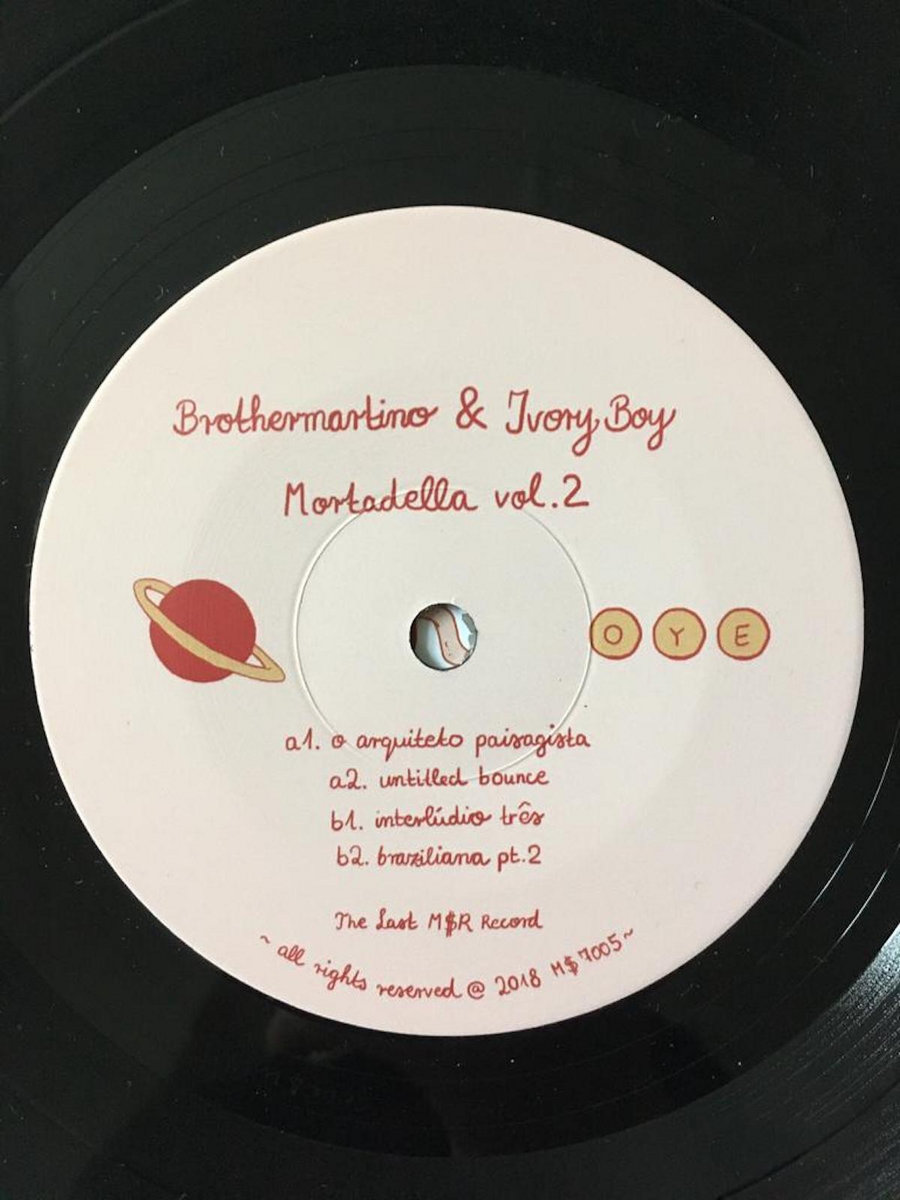 Brothermartino & Ivory Boy
Mortadella vol.2
O Y E
a1. o arquiteto paisagista
a2. untitled bounce
b1. interlúdio três
b2. braziliana pt.2
The Last M$R Record
~ all rights reserved @ 2018 M$7005 ~